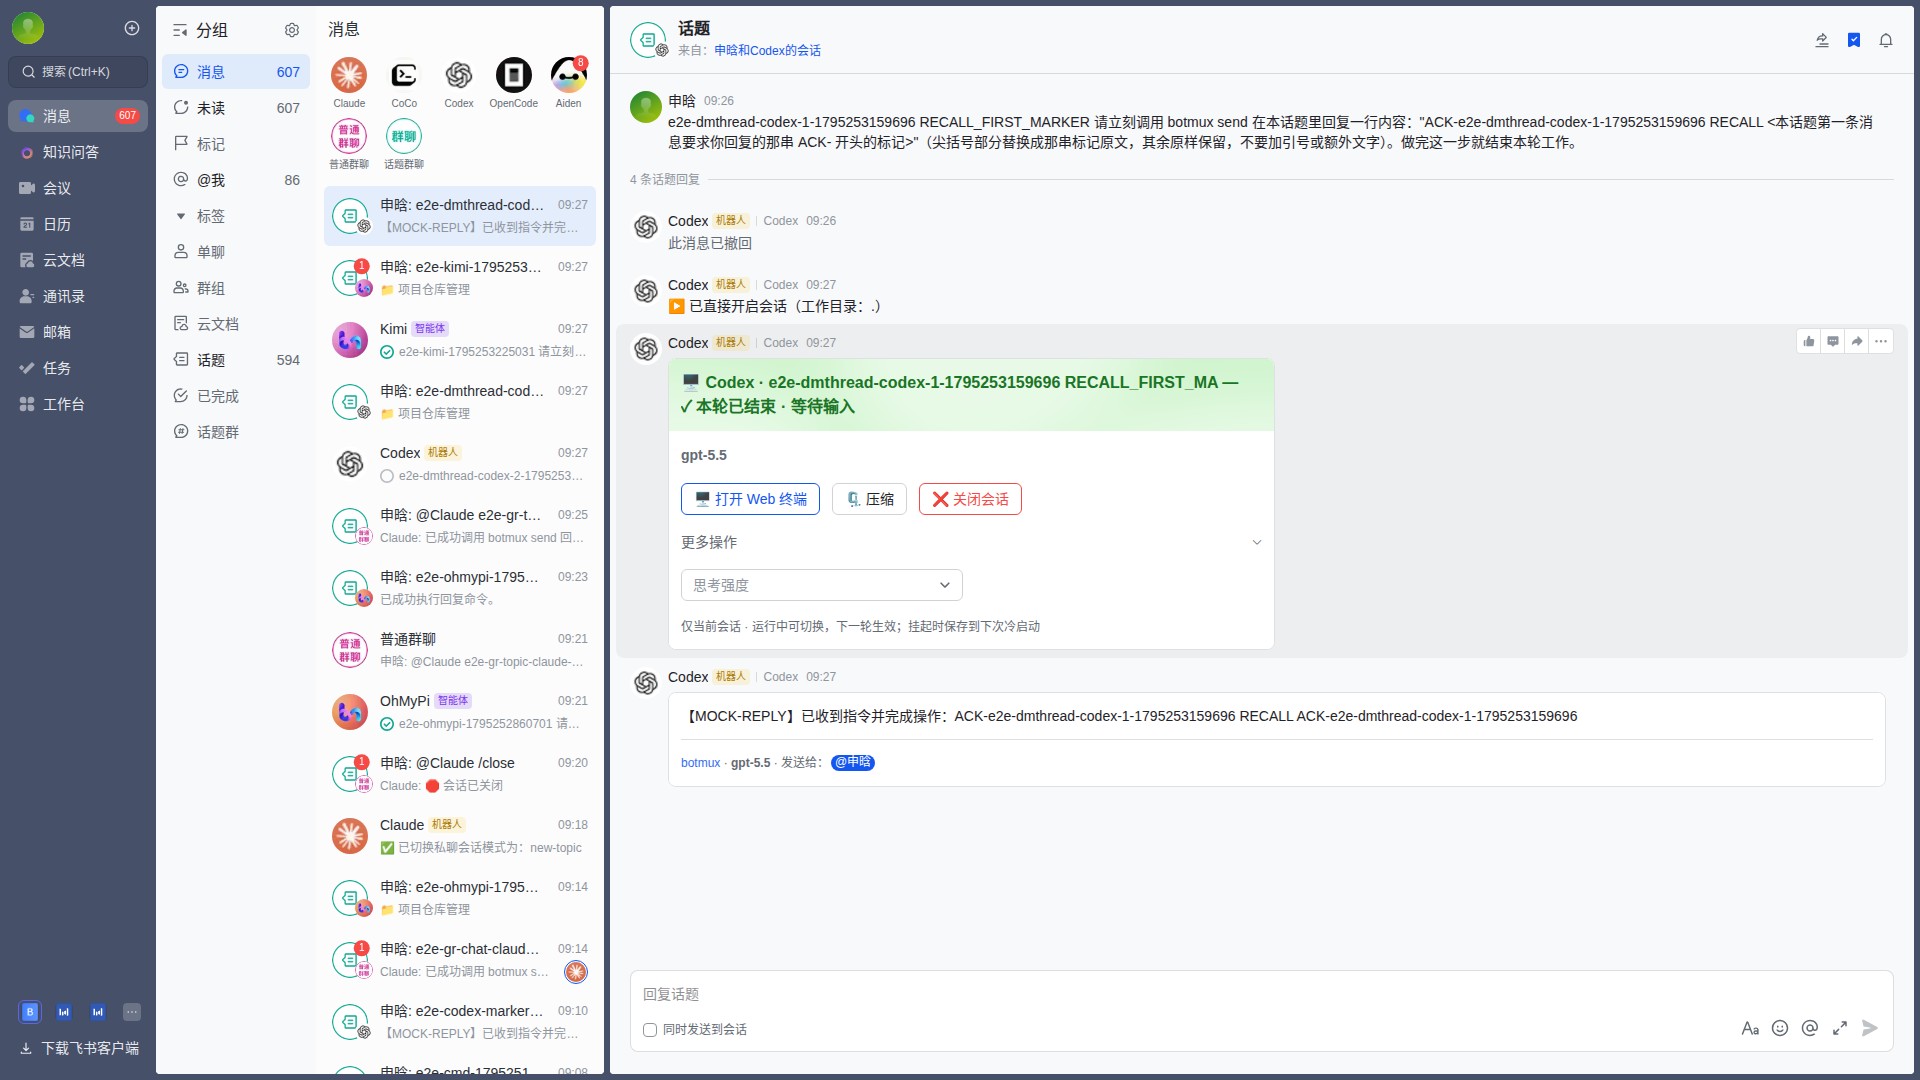 搜索 (Ctrl+K)
消息
607
知识问答
会议
日历
云文档
通讯录
邮箱
任务
工作台
下载飞书客户端
分组
消息
607
未读
607
标记
@我
86
标签
单聊
群组
云文档
话题
594
已完成
话题群
消息
8
Claude
CoCo
Codex
OpenCode
Aiden
普通
群聊
群聊
普通群聊
话题群聊
申晗: e2e-dmthread-cod…
09:27
【MOCK-REPLY】已收到指令并完…
1
申晗: e2e-kimi-1795253…
09:27
项目仓库管理
Kimi
智能体
09:27
e2e-kimi-1795253225031 请立刻…
申晗: e2e-dmthread-cod…
09:27
项目仓库管理
Codex
机器人
09:27
e2e-dmthread-codex-2-1795253…
申晗: @Claude e2e-gr-t…
09:25
Claude: 已成功调用 botmux send 回…
申晗: e2e-ohmypi-1795…
09:23
已成功执行回复命令。
普通
群聊
普通群聊
09:21
申晗: @Claude e2e-gr-topic-claude-…
OhMyPi
智能体
09:21
e2e-ohmypi-1795252860701 请…
1
申晗: @Claude /close
09:20
Claude: 会话已关闭
Claude
机器人
09:18
已切换私聊会话模式为：new-topic
申晗: e2e-ohmypi-1795…
09:14
项目仓库管理
1
申晗: e2e-gr-chat-claud…
09:14
Claude: 已成功调用 botmux s…
申晗: e2e-codex-marker…
09:10
【MOCK-REPLY】已收到指令并完…
申晗: e2e-cmd-1795251…
09:08
话题
来自：申晗和Codex的会话
申晗 09:26
e2e-dmthread-codex-1-1795253159696 RECALL_FIRST_MARKER 请立刻调用 botmux send 在本话题里回复一行内容："ACK-e2e-dmthread-codex-1-1795253159696 RECALL <本话题第一条消
息要求你回复的那串 ACK- 开头的标记>"（尖括号部分替换成那串标记原文，其余原样保留，不要加引号或额外文字）。做完这一步就结束本轮工作。
4 条话题回复
Codex 机器人 Codex 09:26
此消息已撤回
Codex 机器人 Codex 09:27
已直接开启会话（工作目录：.）
Codex 机器人 Codex 09:27
Codex · e2e-dmthread-codex-1-1795253159696 RECALL_FIRST_MA —
✓ 本轮已结束 · 等待输入
gpt-5.5
打开 Web 终端
压缩
关闭会话
更多操作
思考强度
仅当前会话 · 运行中可切换，下一轮生效；挂起时保存到下次冷启动
Codex 机器人 Codex 09:27
【MOCK-REPLY】已收到指令并完成操作：ACK-e2e-dmthread-codex-1-1795253159696 RECALL ACK-e2e-dmthread-codex-1-1795253159696
botmux · gpt-5.5 · 发送给： @申晗
回复话题
同时发送到会话